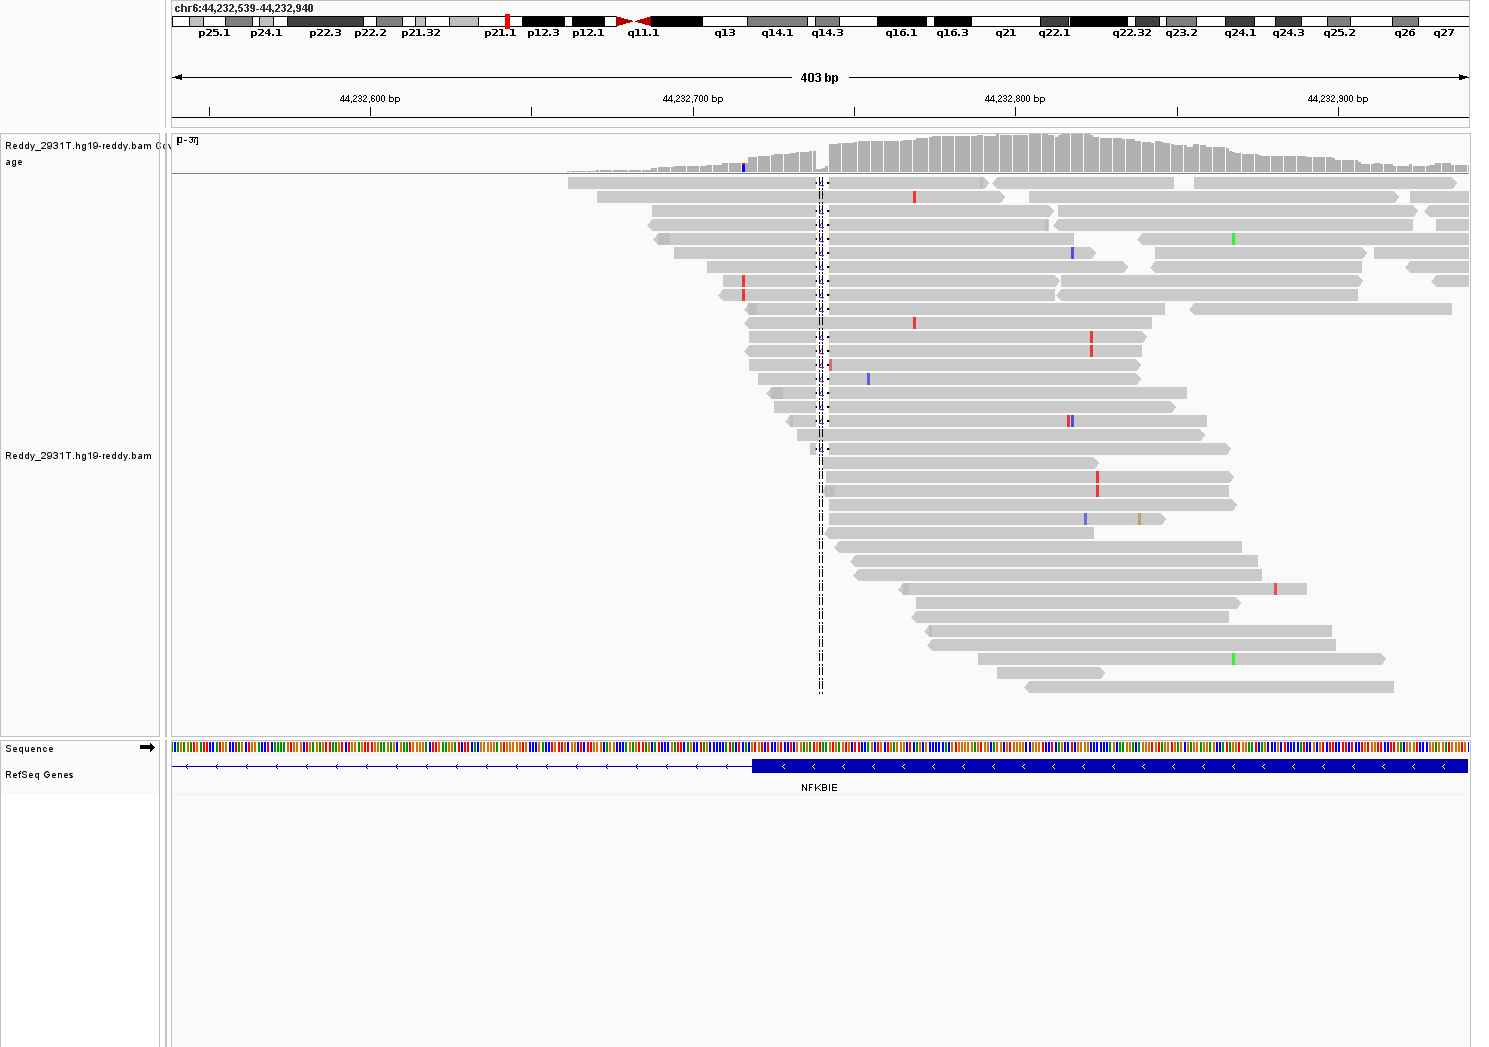 chr6:44,232,539-44,232,940
p25.1 p24.1 p22.3 p22.2 p21.32 p21.1 p12.3 p12.1 q11.1 q13 q14.1 q14.3 q16.1 q16.3 q21 q22.1 q22.32 q23.2 q24.1 q24.3 q25.2 q26 q27
403 bp
44,232,600 bp 44,232,700 bp 44,232,800 bp 44,232,900 bp
[0 - 37]
Reddy_2931T.hg19-reddy.bam Cov
age
Reddy_2931T.hg19-reddy.bam
Sequence
RefSeq Genes
NFKBIE